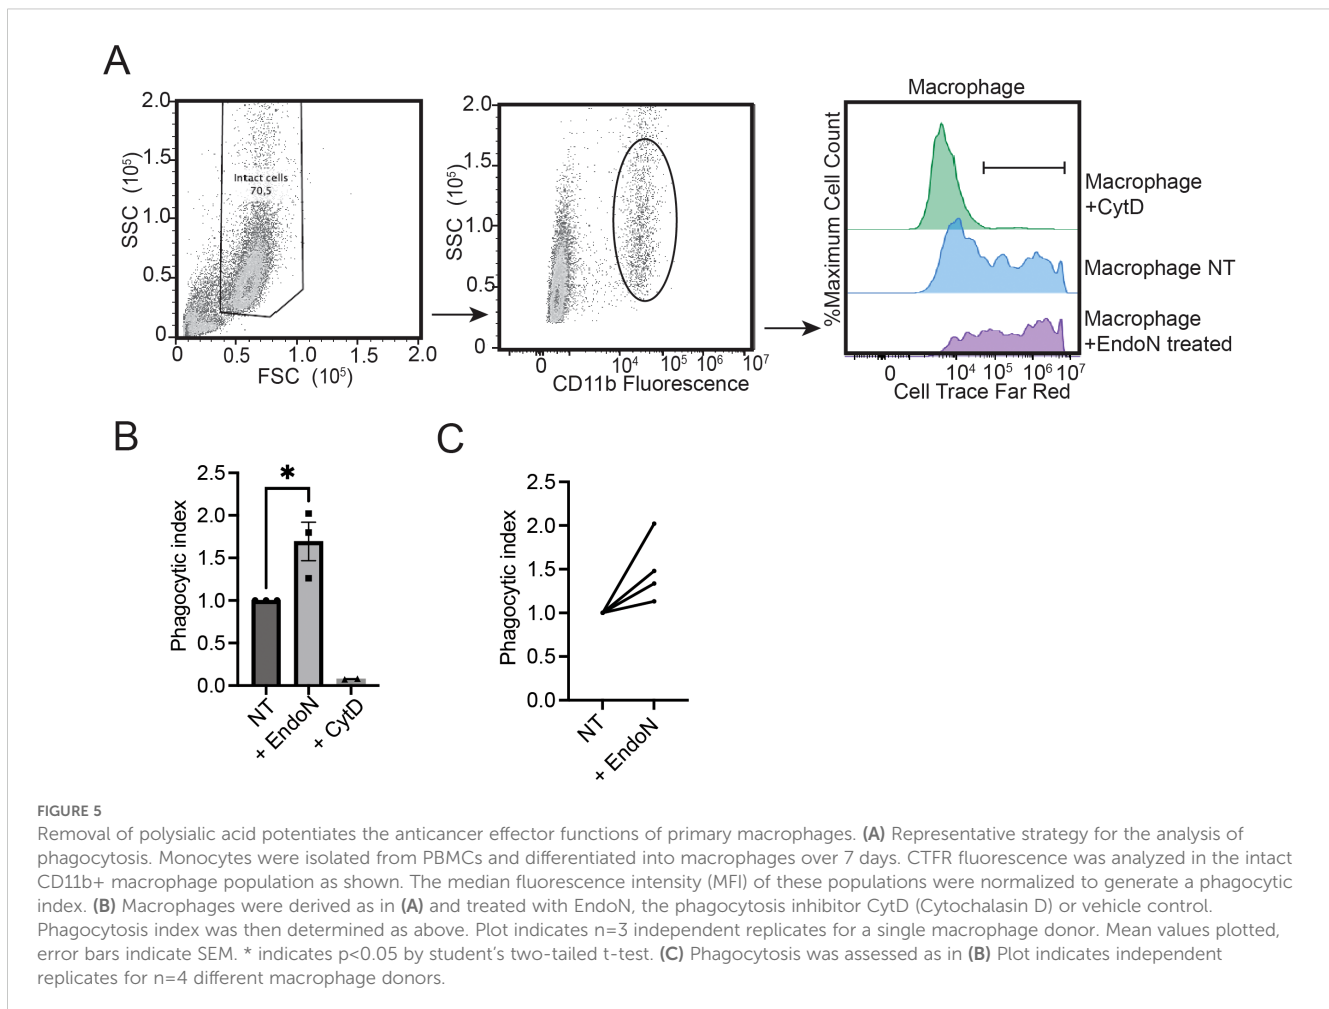 A
Macrophage
2.0
1.5
1.0
0.5
0
SSC (10⁵)
Intact cells
70,5
0 0.5 1.0 1.5 2.0
FSC (10⁵)
2.0
1.5
1.0
0.5
0
SSC (10⁵)
0 10⁴ 10⁵ 10⁶ 10⁷
CD11b Fluorescence
%Maximum Cell Count
Macrophage
+CytD
Macrophage NT
Macrophage
+EndoN treated
0 10⁴ 10⁵ 10⁶ 10⁷
Cell Trace Far Red
B
2.5
2.0
1.5
1.0
0.5
0.0
Phagocytic index
*
NT
+ EndoN
+ CytD
C
2.5
2.0
1.5
1.0
0.5
0.0
Phagocytic index
NT
+ EndoN
FIGURE 5
Removal of polysialic acid potentiates the anticancer effector functions of primary macrophages. (A) Representative strategy for the analysis of
phagocytosis. Monocytes were isolated from PBMCs and differentiated into macrophages over 7 days. CTFR fluorescence was analyzed in the intact
CD11b+ macrophage population as shown. The median fluorescence intensity (MFI) of these populations were normalized to generate a phagocytic
index. (B) Macrophages were derived as in (A) and treated with EndoN, the phagocytosis inhibitor CytD (Cytochalasin D) or vehicle control.
Phagocytosis index was then determined as above. Plot indicates n=3 independent replicates for a single macrophage donor. Mean values plotted,
error bars indicate SEM. * indicates p<0.05 by student's two-tailed t-test. (C) Phagocytosis was assessed as in (B) Plot indicates independent
replicates for n=4 different macrophage donors.